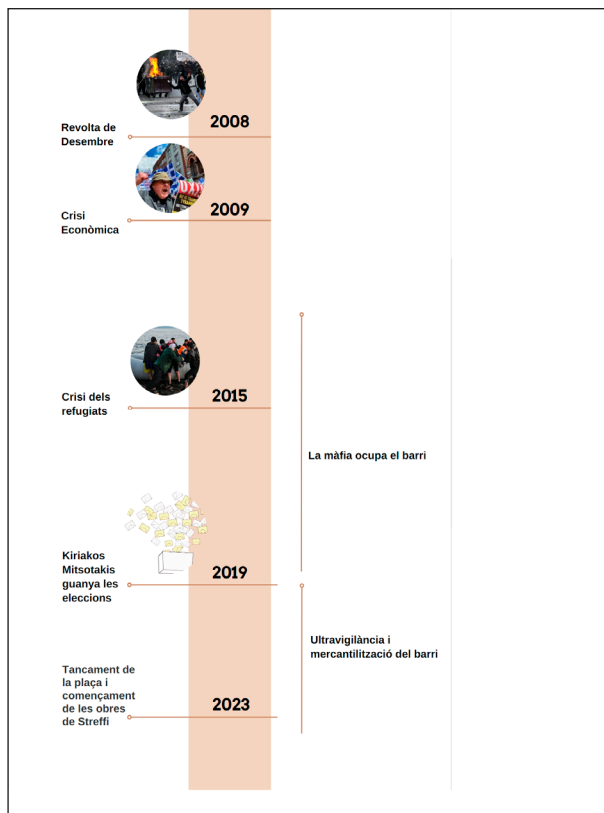 2008
Revolta de
Desembre
2009
Crisi
Econòmica
2015
Crisi dels
refugiats
La màfia ocupa el barri
2019
Kiriakos
Mitsotakis
guanya les
eleccions
Ultravigilància i
mercantilització del barri
2023
Tancament de
la plaça i
començament
de les obres
de Streffi